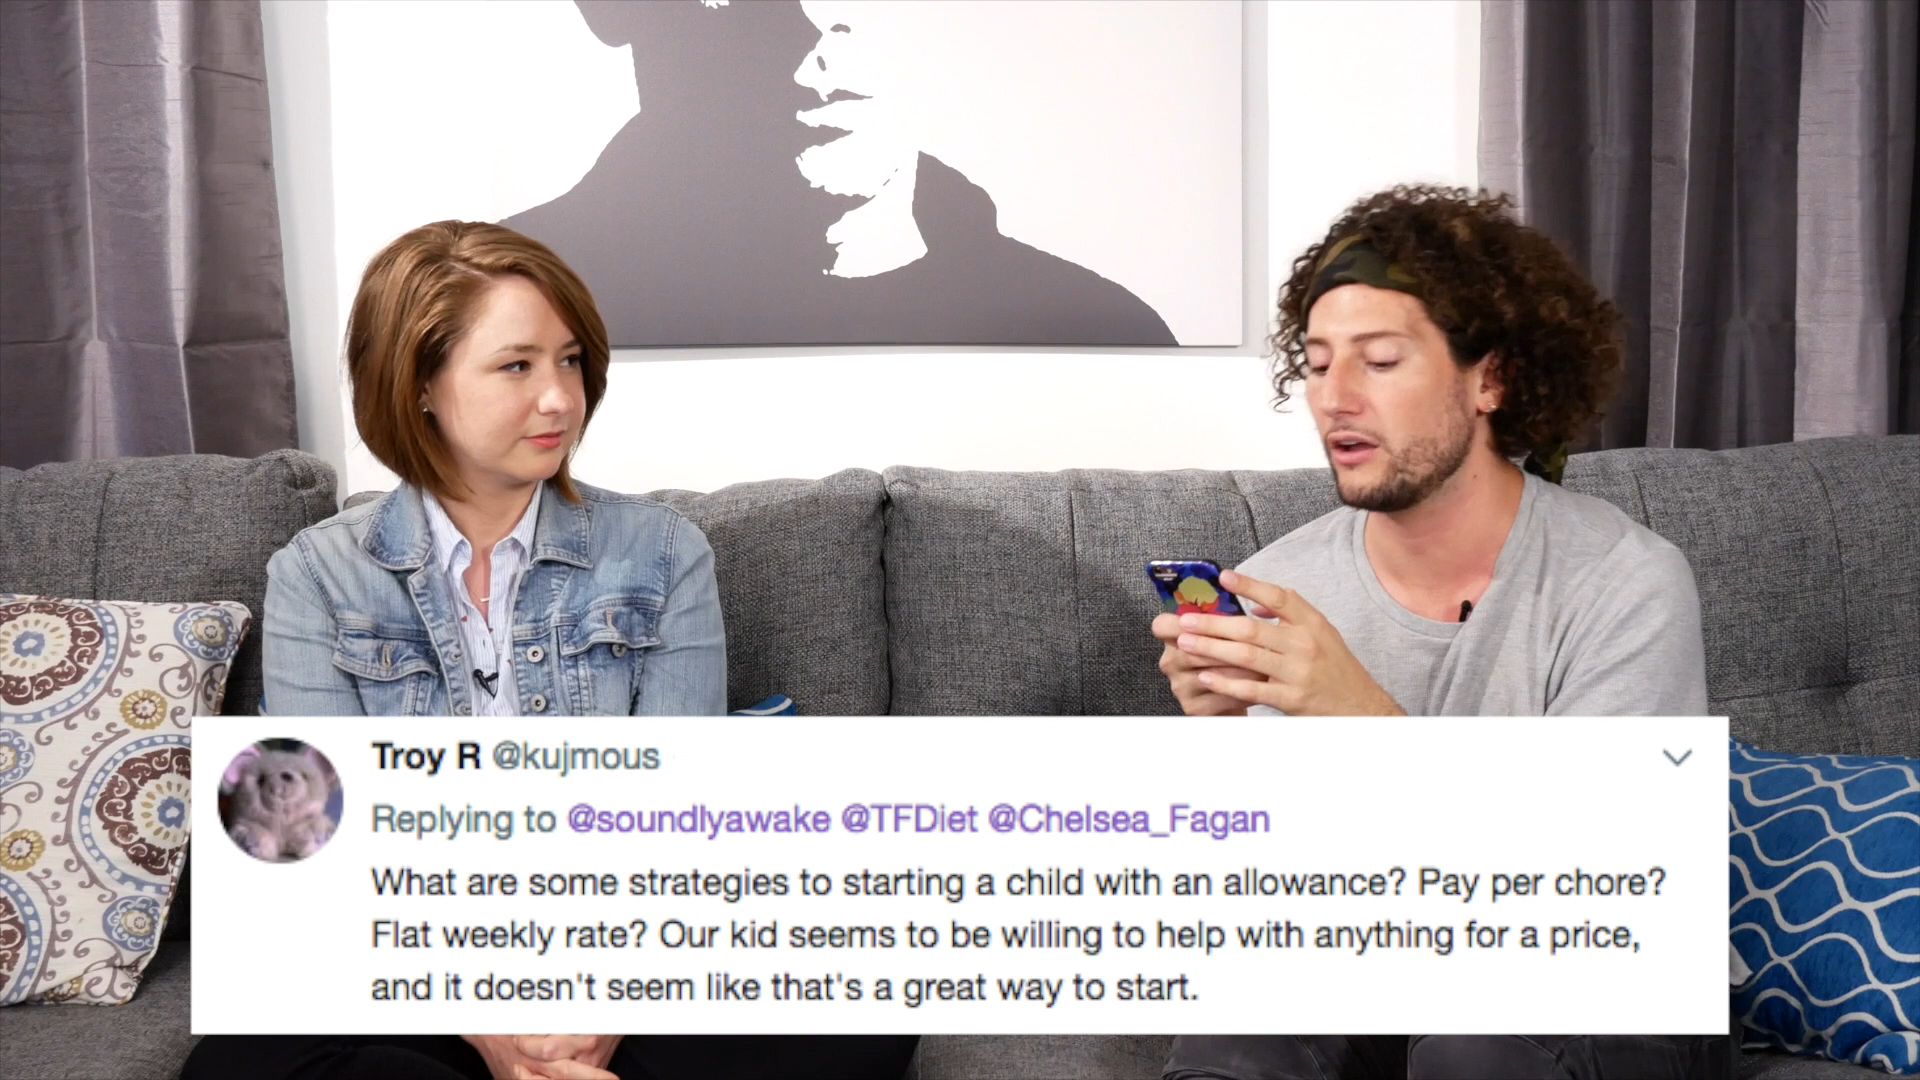 Troy R @kujmous
Replying to @soundlyawake @TFDiet @Chelsea_Fagan
What are some strategies to starting a child with an allowance? Pay per chore?
Flat weekly rate? Our kid seems to be willing to help with anything for a price,
and it doesn't seem like that's a great way to start.